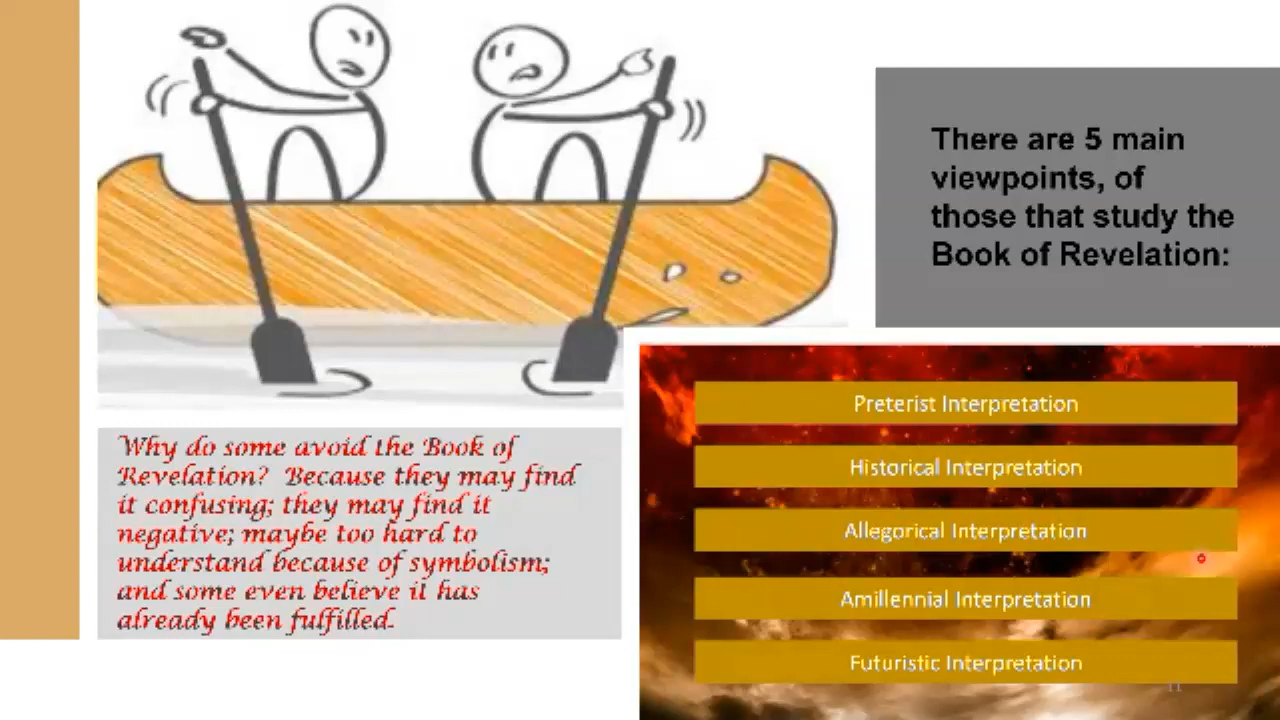 There are 5 main
viewpoints, of
those that study the
Book of Revelation:
Why do some avoid the Book of
Revelation? Because they may find
it confusing; they may find it
negative; maybe too hard to
understand because of symbolism;
and some even believe it has
already been fulfilled.
Preterist Interpretation
Historical Interpretation
Allegorical Interpretation
Amillennial Interpretation
Futuristic Interpretation
11